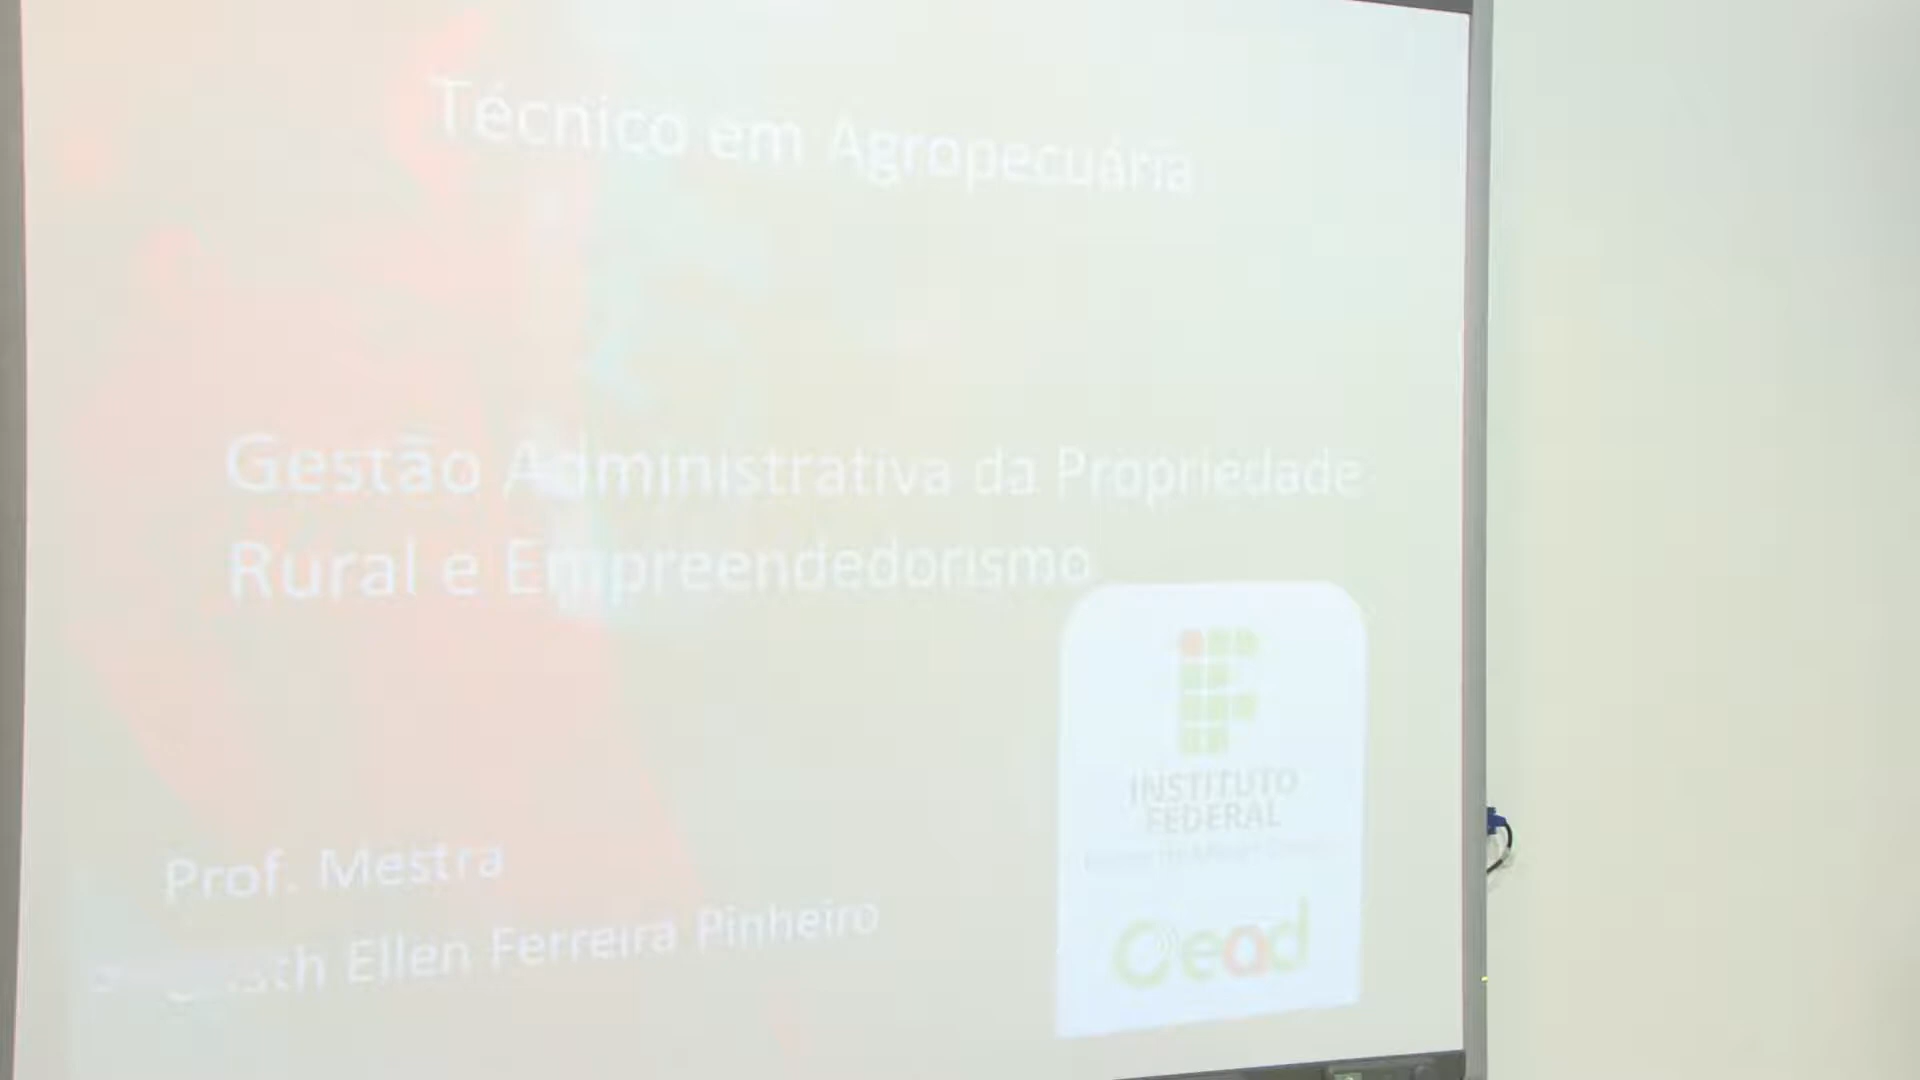 Técnico em Agropecuária
Gestão Administrativa da Propriedade
Rural e Empreendedorismo
Prof. Mestra
Ellen Ferreira Pinheiro
INSTITUTO
FEDERAL
ead